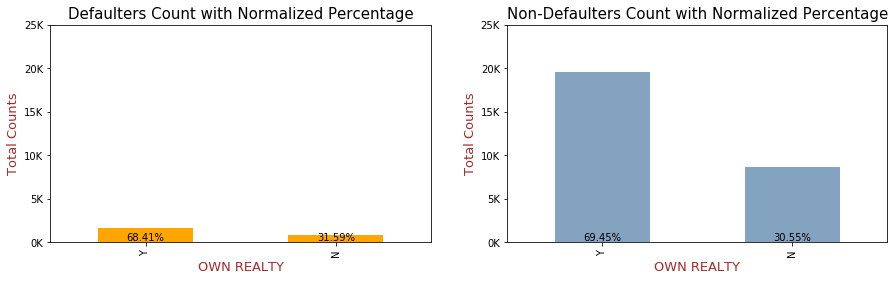 Defaulters Count with Normalized Percentage
25K
20K
15K
10K
5K
0K
Total Counts
68.41%
31.59%
Y
N
OWN REALTY
Non-Defaulters Count with Normalized Percentage
25K
20K
15K
10K
5K
0K
Total Counts
69.45%
30.55%
Y
N
OWN REALTY